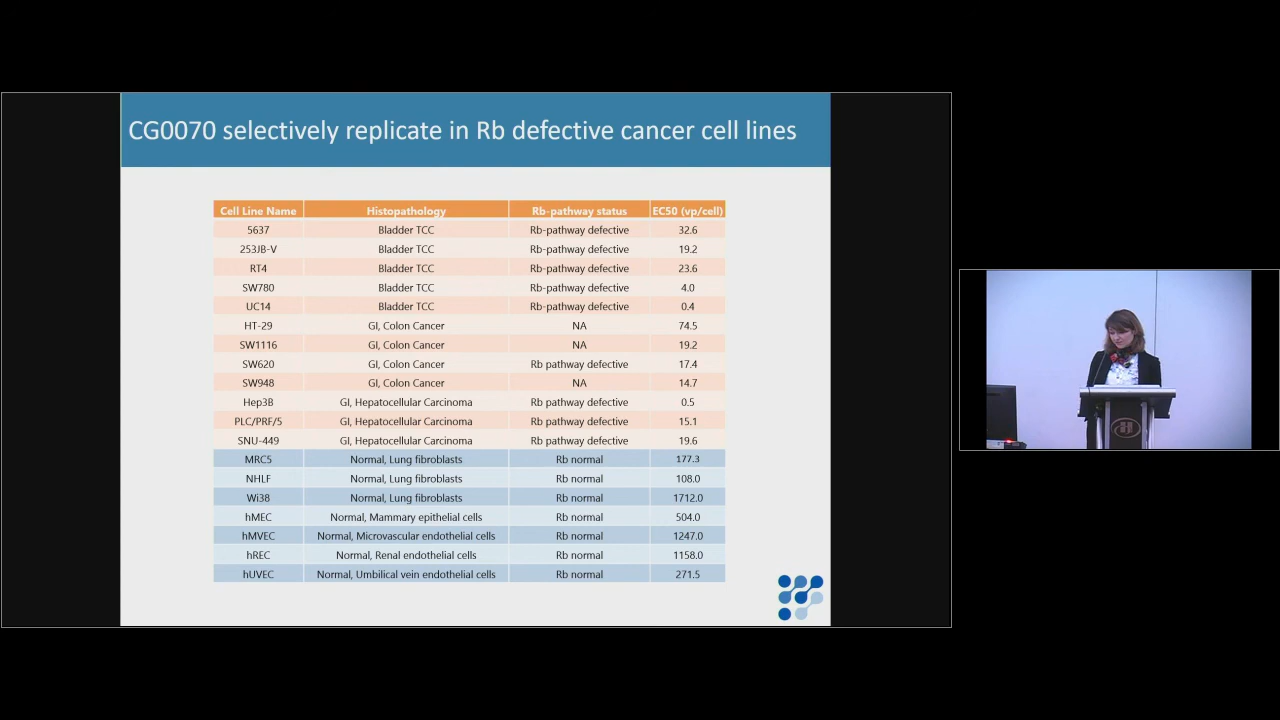 CG0070 selectively replicate in Rb defective cancer cell lines
Cell Line Name Histopathology Rb-pathway status EC50 (vp/cell)
5637 Bladder TCC Rb-pathway defective 32.6
253JB-V Bladder TCC Rb-pathway defective 19.2
RT4 Bladder TCC Rb-pathway defective 23.6
SW780 Bladder TCC Rb-pathway defective 4.0
UC14 Bladder TCC Rb-pathway defective 0.4
HT-29 GI, Colon Cancer NA 74.5
SW1116 GI, Colon Cancer NA 19.2
SW620 GI, Colon Cancer Rb pathway defective 17.4
SW948 GI, Colon Cancer NA 14.7
Hep3B GI, Hepatocellular Carcinoma Rb pathway defective 0.5
PLC/PRF/5 GI, Hepatocellular Carcinoma Rb pathway defective 15.1
SNU-449 GI, Hepatocellular Carcinoma Rb pathway defective 19.6
MRC5 Normal, Lung fibroblasts Rb normal 177.3
NHLF Normal, Lung fibroblasts Rb normal 108.0
Wi38 Normal, Lung fibroblasts Rb normal 1712.0
hMEC Normal, Mammary epithelial cells Rb normal 504.0
hMVEC Normal, Microvascular endothelial cells Rb normal 1247.0
hREC Normal, Renal endothelial cells Rb normal 1158.0
hUVEC Normal, Umbilical vein endothelial cells Rb normal 271.5